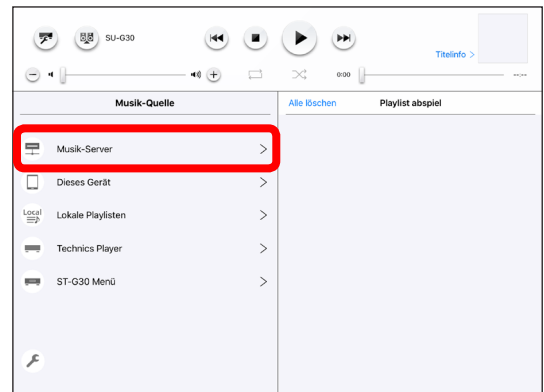 SU-G30
Titelinfo >
0:00
--:--
Musik-Quelle
Alle löschen
Playlist abspiel
Musik-Server
Dieses Gerät
Local
Lokale Playlisten
Technics Player
ST-G30 Menü